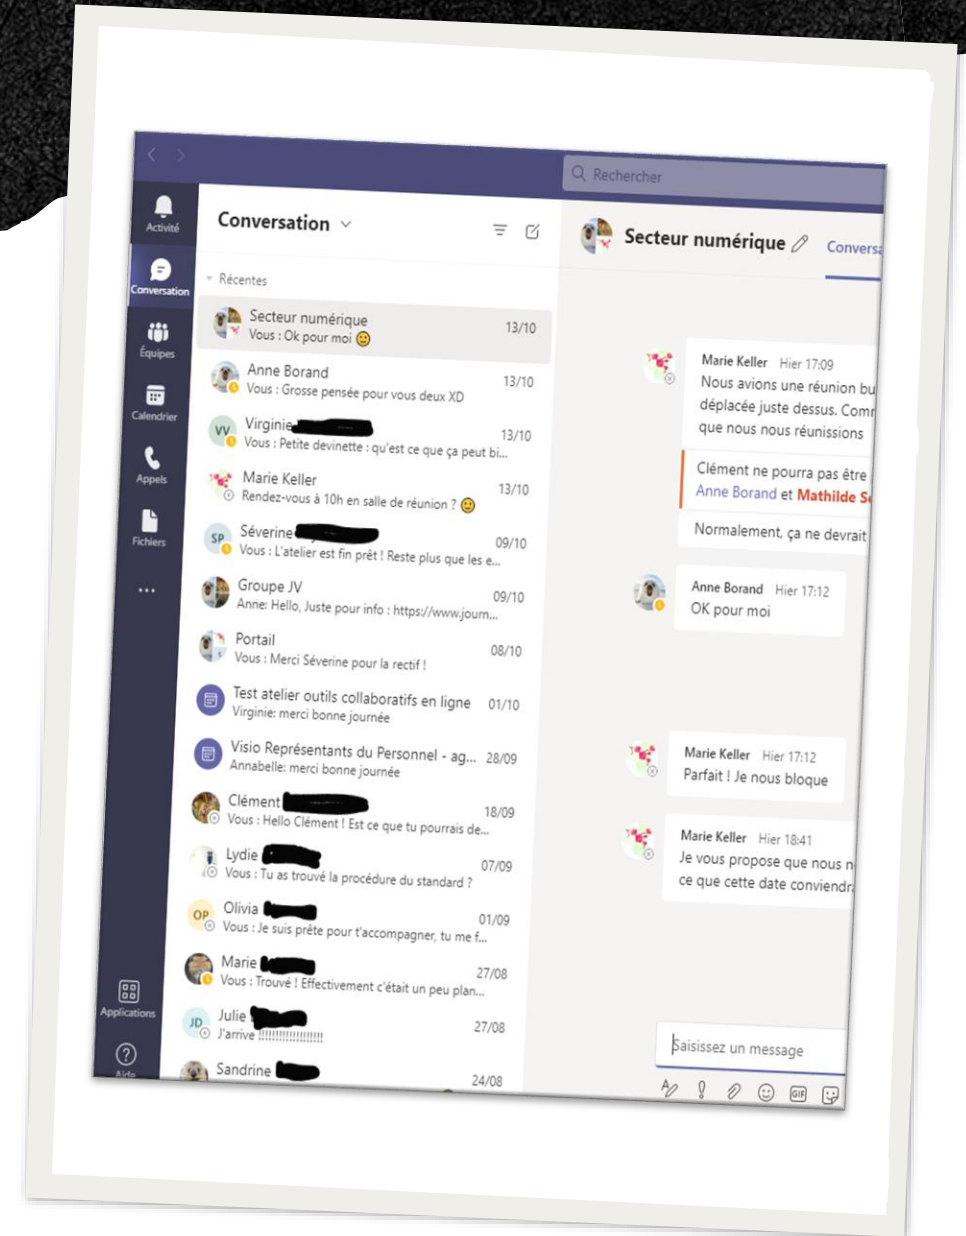 Rechercher
Activité
Conversation
Équipes
Calendrier
Appels
Fichiers
Applications
Aide
Conversation
Récentes
Secteur numérique 13/10
Vous : Ok pour moi 🙂
Anne Borand 13/10
Vous : Grosse pensée pour vous deux XD
VV
Virginie 13/10
Vous : Petite devinette : qu'est ce que ça peut bi...
Marie Keller 13/10
Rendez-vous à 10h en salle de réunion ? 🙂
SP
Séverine 09/10
Vous : L'atelier est fin prêt ! Reste plus que les e...
Groupe JV 09/10
Anne: Hello, Juste pour info : https://www.journ...
Portail 08/10
Vous : Merci Séverine pour la rectif !
Test atelier outils collaboratifs en ligne 01/10
Virginie: merci bonne journée
Visio Représentants du Personnel - ag... 28/09
Annabelle: merci bonne journée
Clément 18/09
Vous : Hello Clément ! Est ce que tu pourrais de...
Lydie 07/09
Vous : Tu as trouvé la procédure du standard ?
OP
Olivia 01/09
Vous : Je suis prête pour t'accompagner, tu me f...
Marie 27/08
Vous : Trouvé ! Effectivement c'était un peu plan...
JD
Julie 27/08
J'arrive !!!!!!!!!!!!!!!!!!!
Sandrine 24/08
Secteur numérique Conversa
Marie Keller Hier 17:09
Nous avions une réunion bu
déplacée juste dessus. Comm
que nous nous réunissions
Clément ne pourra pas être
Anne Borand et Mathilde Se
Normalement, ça ne devrait
Anne Borand Hier 17:12
OK pour moi
Marie Keller Hier 17:12
Parfait ! Je nous bloque
Marie Keller Hier 18:41
Je vous propose que nous n
ce que cette date conviendr
Saisissez un message
GIF